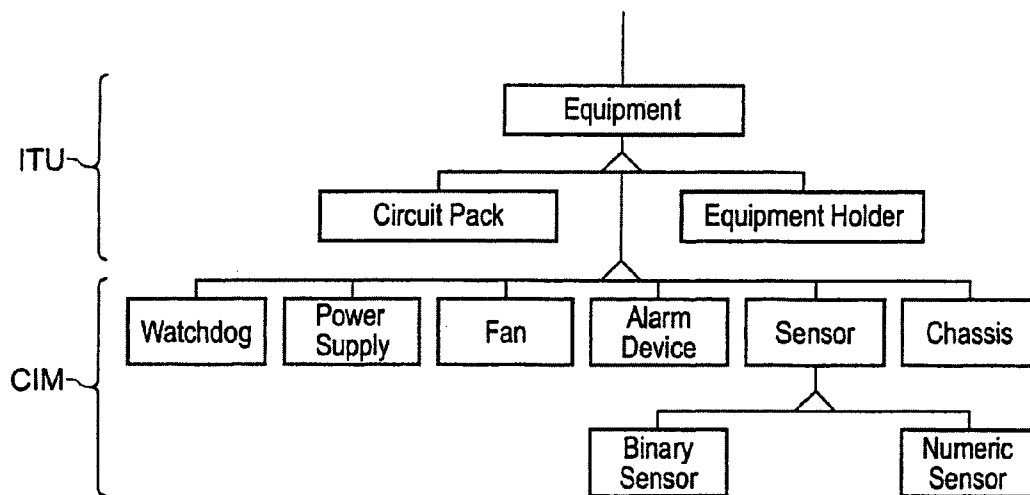 Equipment
ITU
Circuit Pack
Equipment Holder
Watchdog
Power
Supply
Fan
Alarm
Device
Sensor
Chassis
CIM
Binary
Sensor
Numeric
Sensor